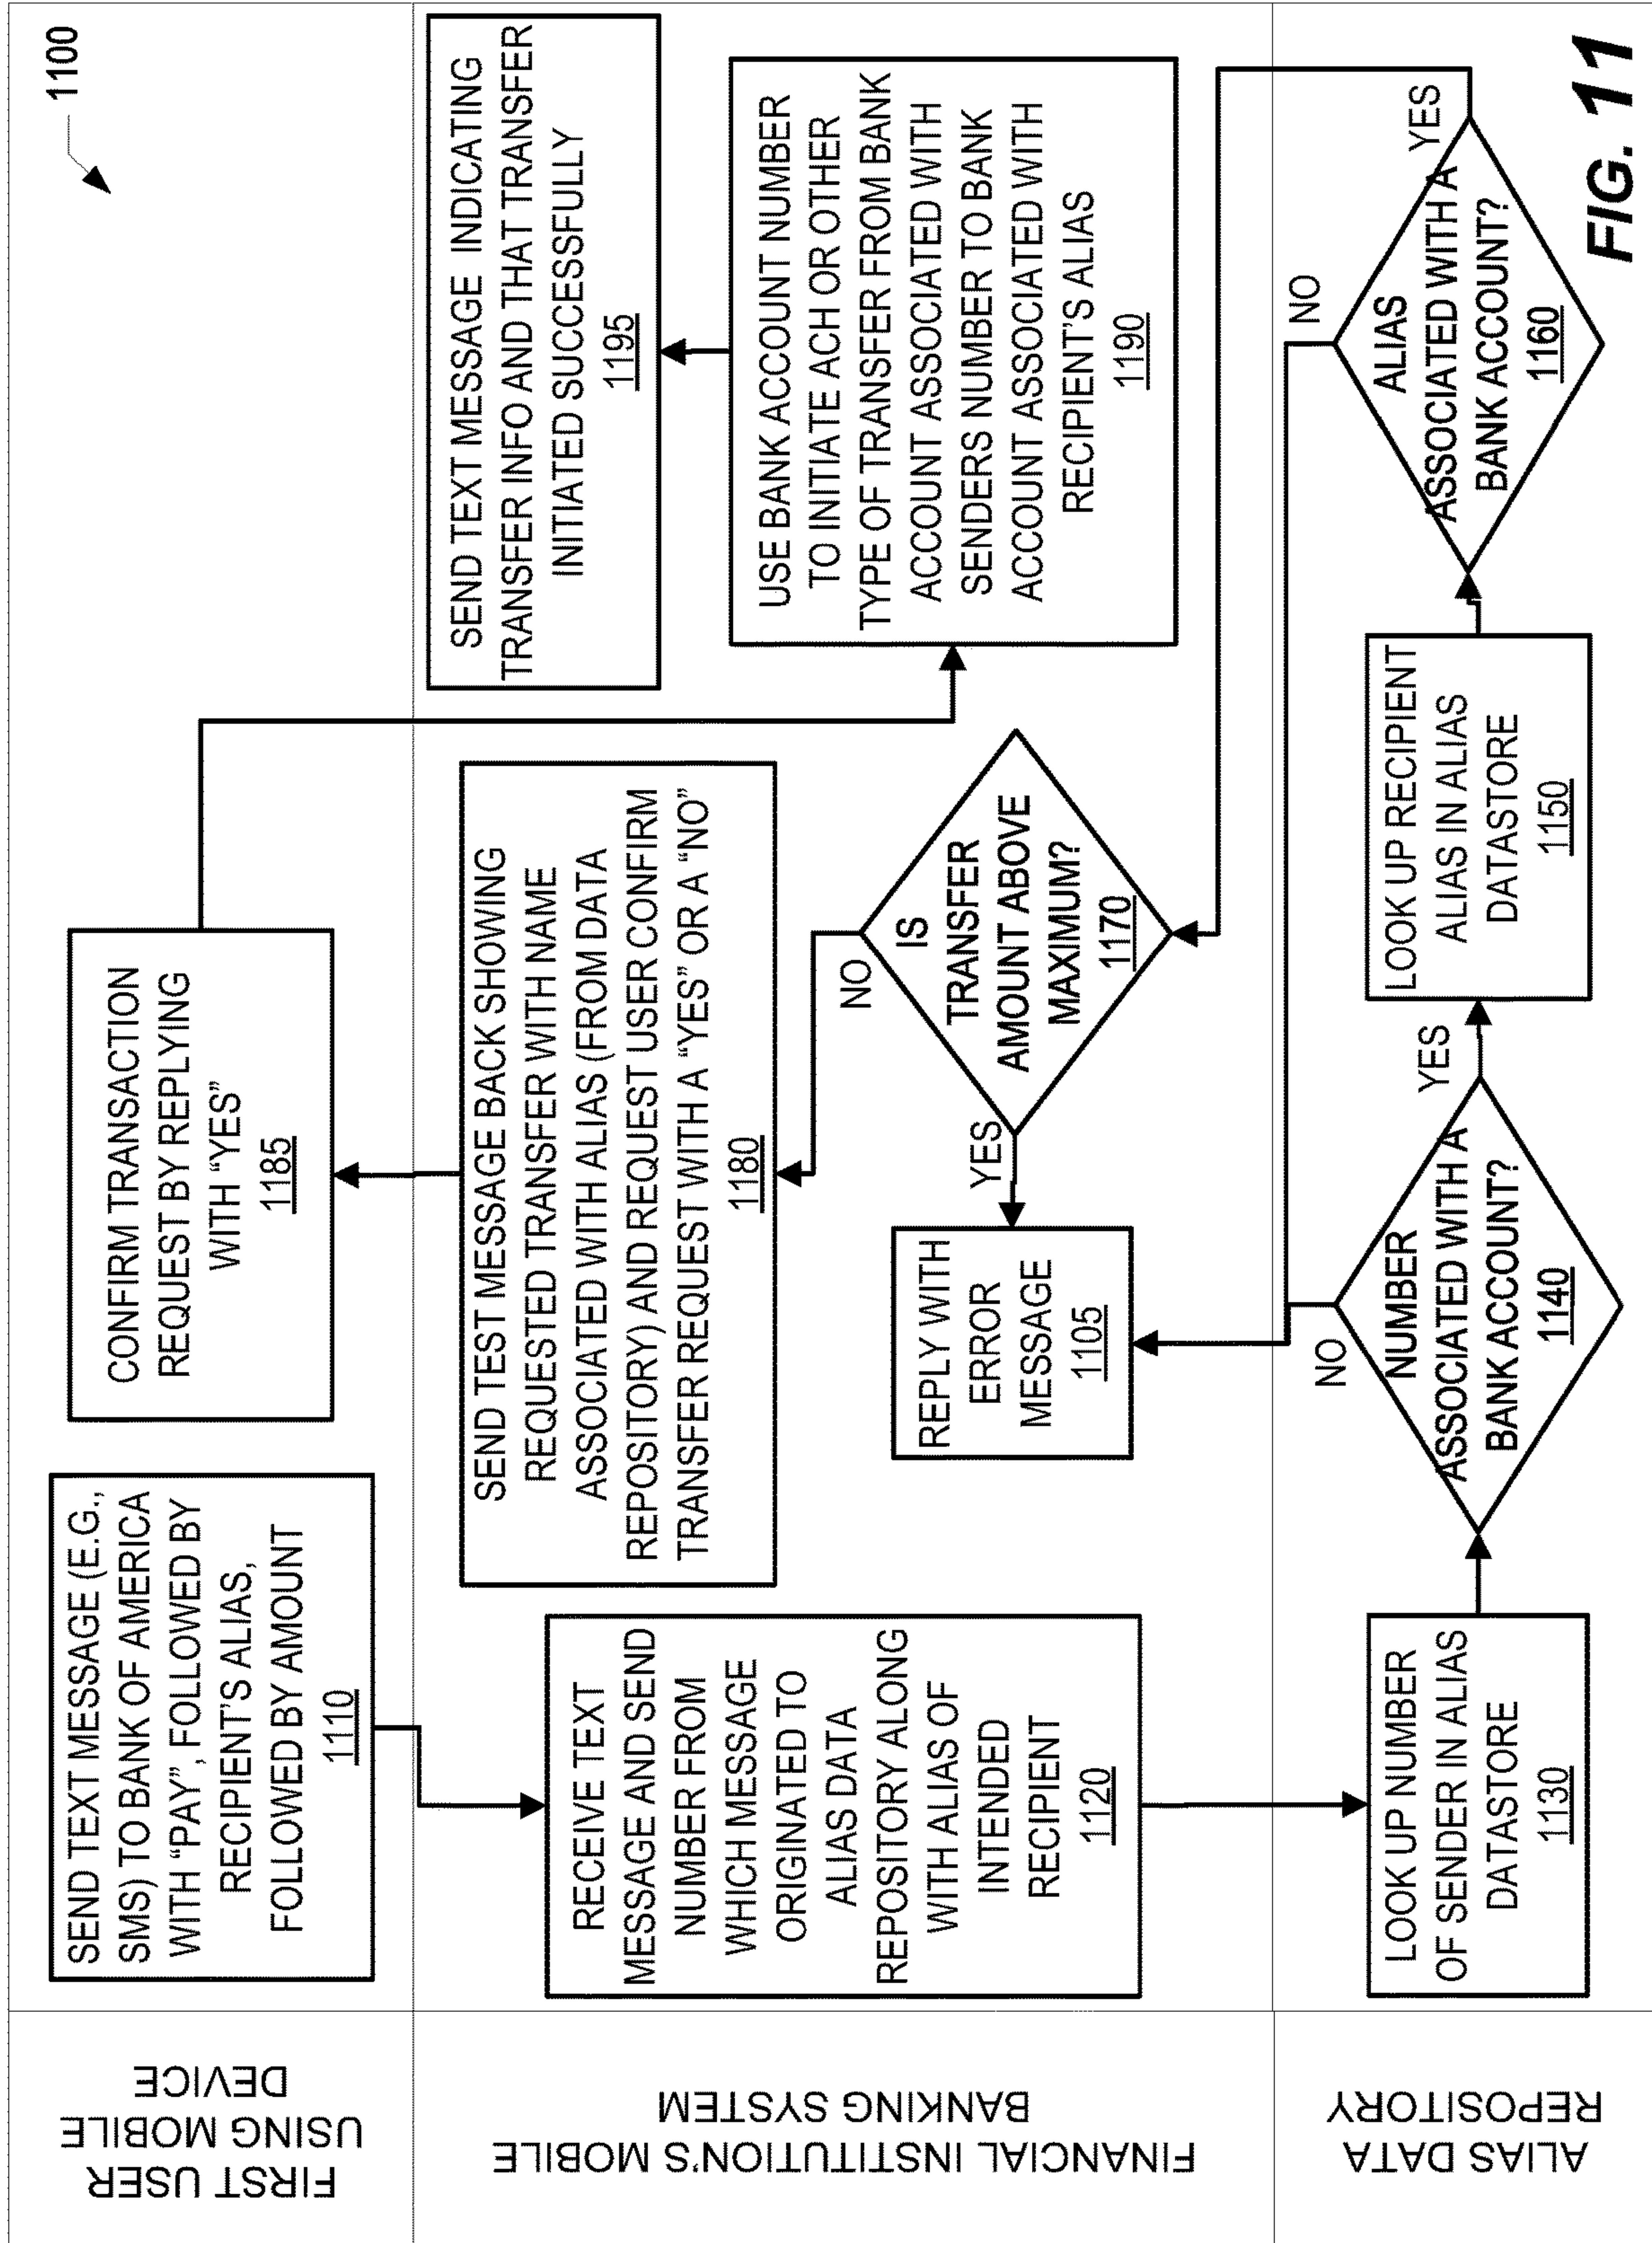 1100
FIRST USER
USING MOBILE
DEVICE
SEND TEXT MESSAGE (E.G.,
SMS) TO BANK OF AMERICA
WITH “PAY”, FOLLOWED BY
RECIPIENT'S ALIAS,
FOLLOWED BY AMOUNT
1110
CONFIRM TRANSACTION
REQUEST BY REPLYING
WITH “YES”
1185
FINANCIAL INSTITUTION'S MOBILE
BANKING SYSTEM
RECEIVE TEXT
MESSAGE AND SEND
NUMBER FROM
WHICH MESSAGE
ORIGINATED TO
ALIAS DATA
REPOSITORY ALONG
WITH ALIAS OF
INTENDED
RECIPIENT
1120
SEND TEST MESSAGE BACK SHOWING
REQUESTED TRANSFER WITH NAME
ASSOCIATED WITH ALIAS (FROM DATA
REPOSITORY) AND REQUEST USER CONFIRM
TRANSFER REQUEST WITH A “YES” OR A “NO”
1180
REPLY WITH
ERROR
MESSAGE
1105
YES
NO
IS
TRANSFER
AMOUNT ABOVE
MAXIMUM?
1170
SEND TEXT MESSAGE INDICATING
TRANSFER INFO AND THAT TRANSFER
INITIATED SUCCESSFULLY
1195
USE BANK ACCOUNT NUMBER
TO INITIATE ACH OR OTHER
TYPE OF TRANSFER FROM BANK
ACCOUNT ASSOCIATED WITH
SENDERS NUMBER TO BANK
ACCOUNT ASSOCIATED WITH
RECIPIENT'S ALIAS
1190
ALIAS DATA
REPOSITORY
LOOK UP NUMBER
OF SENDER IN ALIAS
DATASTORE
1130
NO
NUMBER
ASSOCIATED WITH A
BANK ACCOUNT?
1140
YES
LOOK UP RECIPIENT
ALIAS IN ALIAS
DATASTORE
1150
NO
ALIAS
ASSOCIATED WITH A
BANK ACCOUNT?
1160
YES
FIG. 11